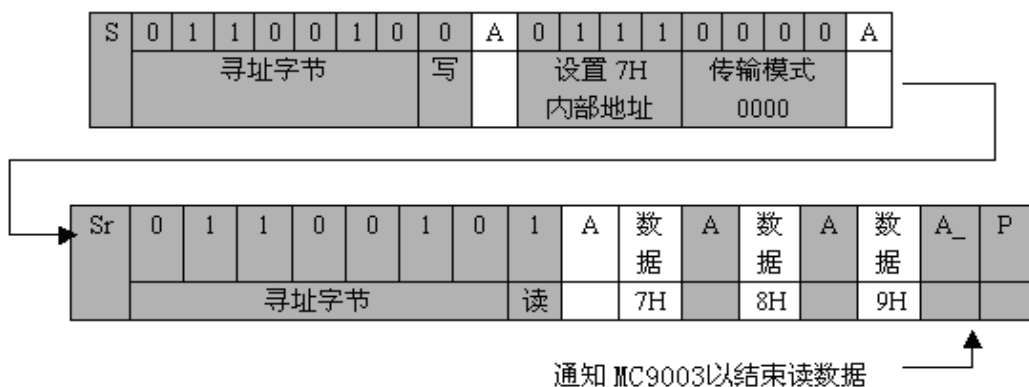 S 0 1 1 0 0 1 0 0 A 0 1 1 1 0 0 0 0 A
寻址字节 写 设置 7H 传输模式
内部地址 0000
Sr 0 1 1 0 0 1 0 1 A 数 A 数 A 数 A_ P
据 据 据
寻址字节 读 7H 8H 9H
通知 MC9003以结束读数据